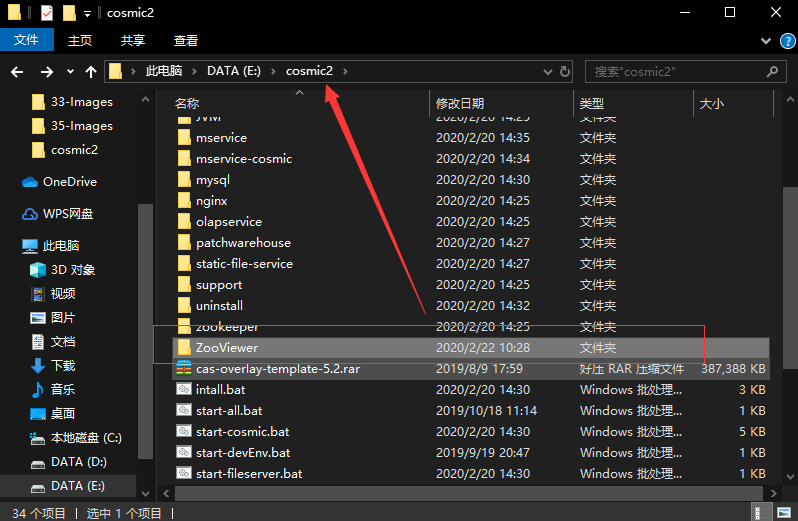 cosmic2
文件 主页 共享 查看
此电脑 DATA (E:) cosmic2 搜索"cosmic2"
33-Images
35-Images
cosmic2
OneDrive
WPS网盘
此电脑
3D 对象
视频
图片
文档
下载
音乐
桌面
本地磁盘 (C:)
DATA (D:)
DATA (E:)
名称 修改日期 类型 大小
JVM 2020/2/20 14:25 文件夹
mservice 2020/2/20 14:35 文件夹
mservice-cosmic 2020/2/20 14:34 文件夹
mysql 2020/2/20 14:30 文件夹
nginx 2020/2/20 14:25 文件夹
olapservice 2020/2/20 14:25 文件夹
patchwarehouse 2020/2/20 14:27 文件夹
static-file-service 2020/2/20 14:27 文件夹
support 2020/2/20 14:25 文件夹
uninstall 2020/2/20 14:32 文件夹
zookeeper 2020/2/20 14:25 文件夹
ZooViewer 2020/2/22 10:28 文件夹
cas-overlay-template-5.2.rar 2019/8/9 17:59 好压 RAR 压缩文件 387,388 KB
intall.bat 2020/2/20 14:30 Windows 批处理... 3 KB
start-all.bat 2019/10/18 11:14 Windows 批处理... 1 KB
start-cosmic.bat 2020/2/20 14:30 Windows 批处理... 5 KB
start-devEnv.bat 2019/9/19 20:47 Windows 批处理... 1 KB
start-fileserver.bat 2020/2/20 14:30 Windows 批处理... 1 KB
34 个项目 选中 1 个项目